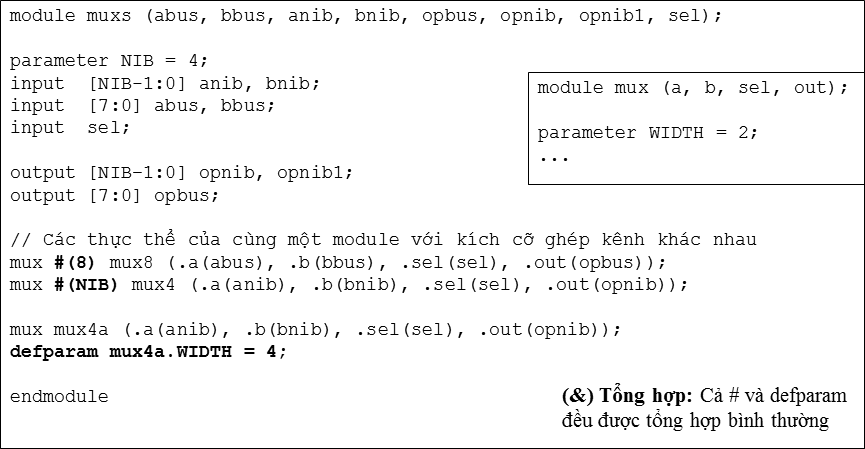 module muxs (abus, bbus, anib, bnib, opbus, opnib, opnib1, sel);
parameter NIB = 4;
input [NIB-1:0] anib, bnib;
input [7:0] abus, bbus;
input sel;
output [NIB-1:0] opnib, opnib1;
output [7:0] opbus;
module mux (a, b, sel, out);
parameter WIDTH = 2;
...
// Các thực thể của cùng một module với kích cỡ ghép kênh khác nhau
mux #(8) mux8 (.a(abus), .b(bbus), .sel(sel), .out(opbus));
mux #(NIB) mux4 (.a(anib), .b(bnib), .sel(sel), .out(opnib));
mux mux4a (.a(anib), .b(bnib), .sel(sel), .out(opnib));
defparam mux4a.WIDTH = 4;
endmodule
(&) Tổng hợp: Cả # và defparam
đều được tổng hợp bình thường